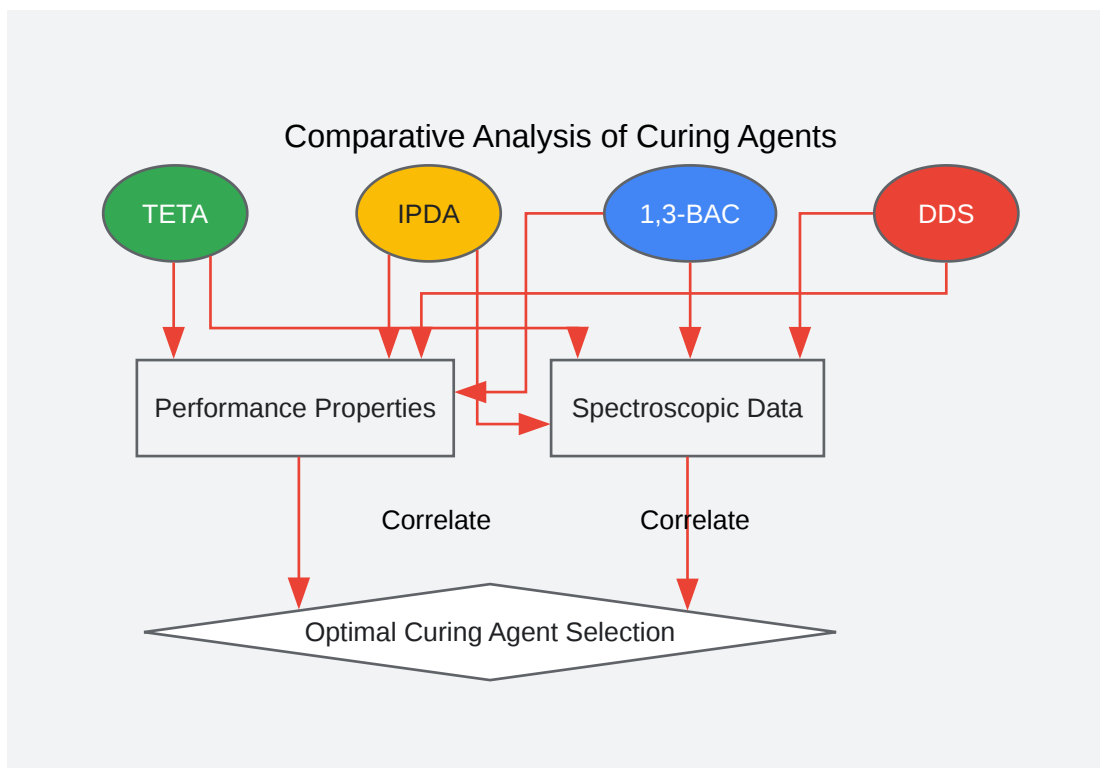 Comparative Analysis of Curing Agents
TETA
IPDA
1,3-BAC
DDS
Performance Properties
Spectroscopic Data
Correlate
Correlate
Optimal Curing Agent Selection